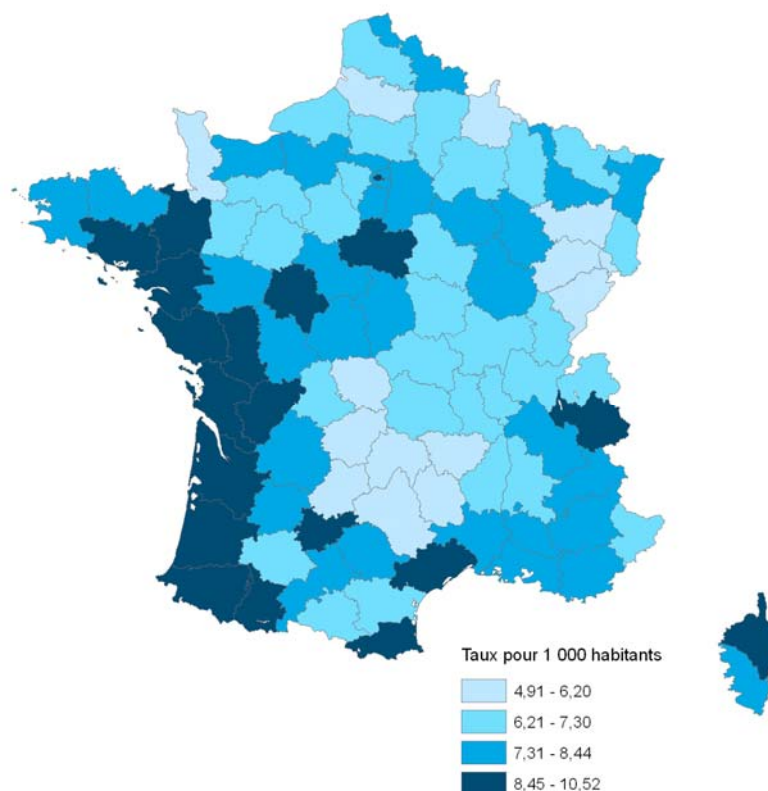 Taux pour 1 000 habitants
4,91 - 6,20
6,21 - 7,30
7,31 - 8,44
8,45 - 10,52